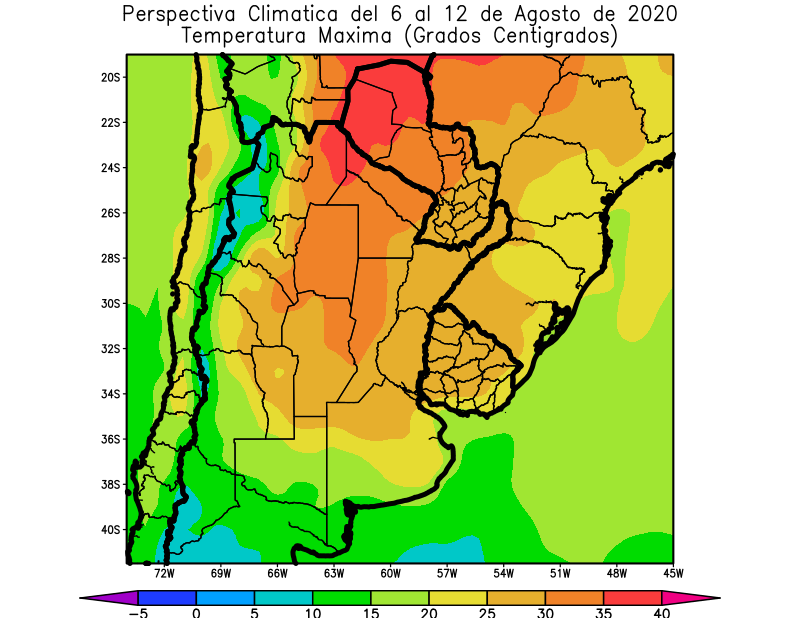 Perspectiva Climatica del 6 al 12 de Agosto de 2020
Temperatura Maxima (Grados Centigrados)
20S
22S
24S
26S
28S
30S
32S
34S
36S
38S
40S
72W 69W 66W 63W 60W 57W 54W 51W 48W 45W
−5 0 5 10 15 20 25 30 35 40